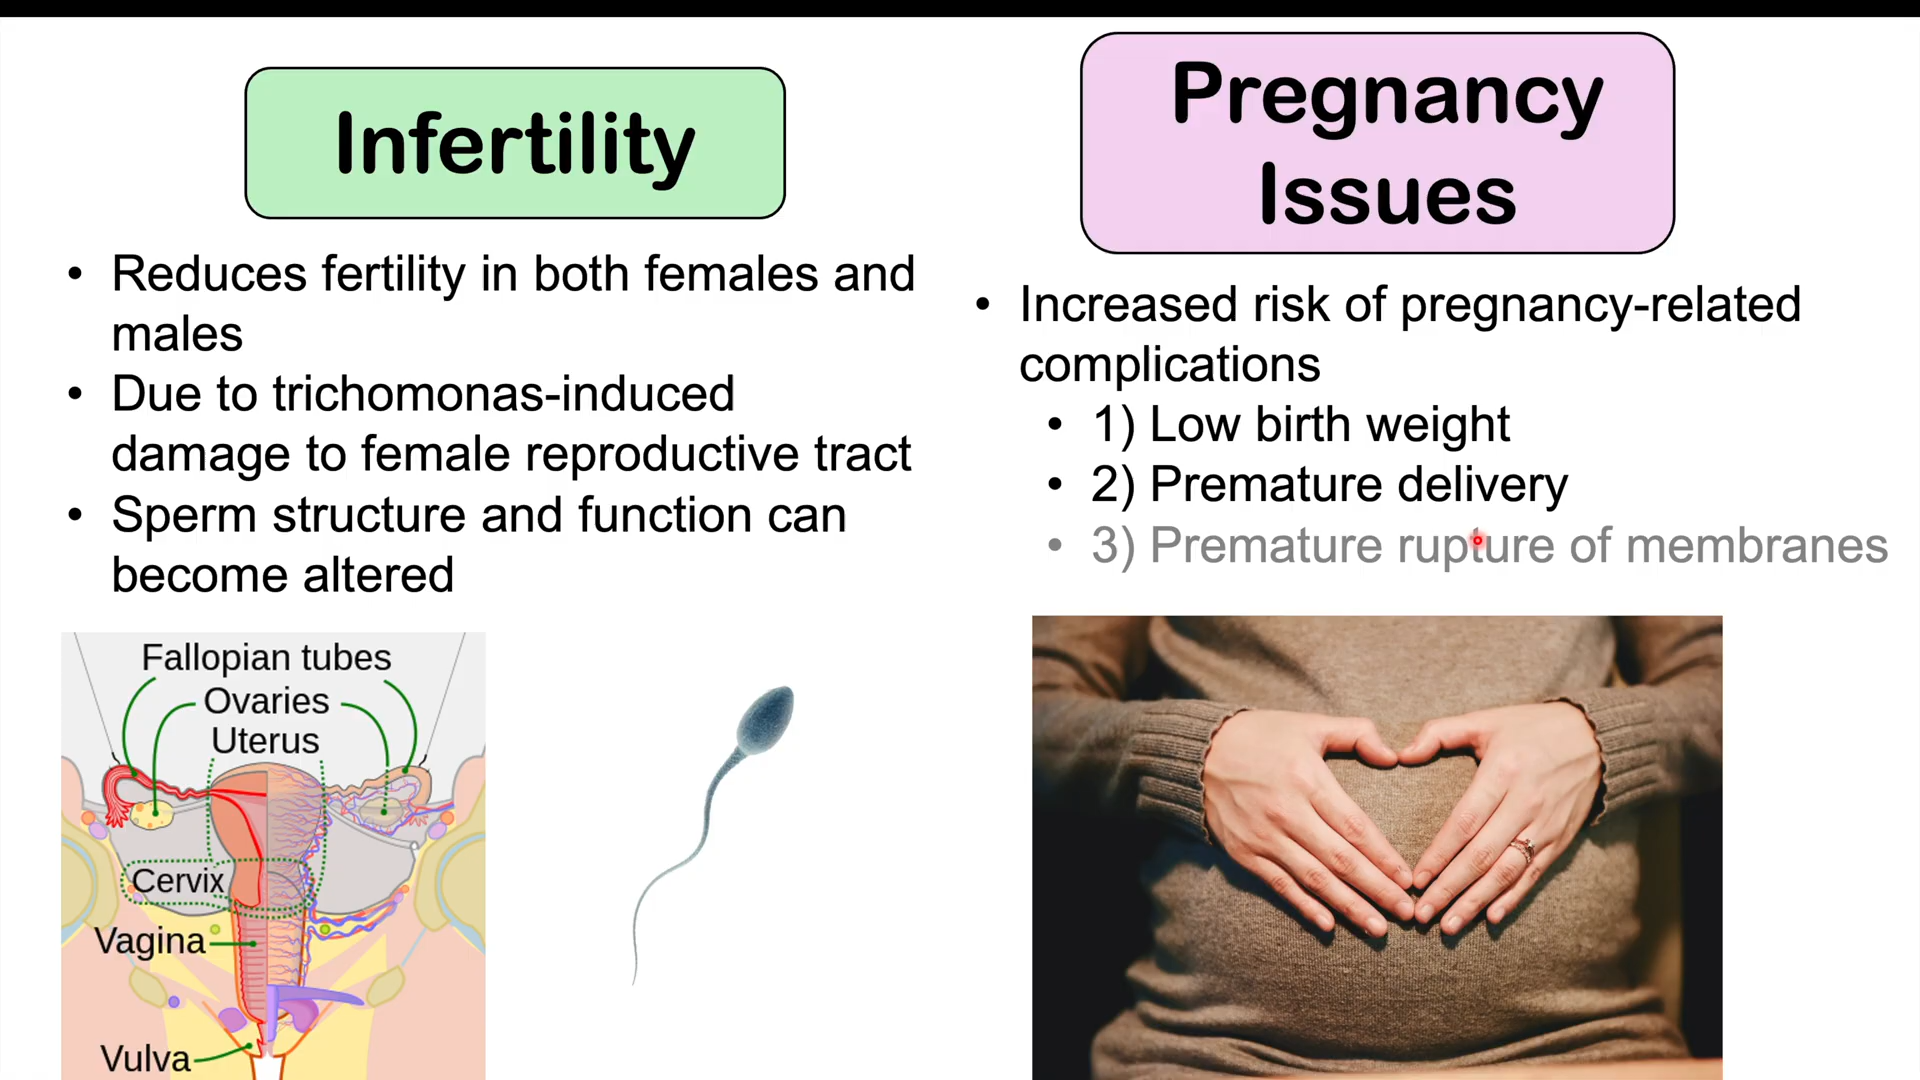 Infertility
• Reduces fertility in both females and
males
• Due to trichomonas-induced
damage to female reproductive tract
• Sperm structure and function can
become altered
Fallopian tubes
Ovaries
Uterus
Cervix
Vagina
Vulva
Pregnancy
Issues
• Increased risk of pregnancy-related
complications
• 1) Low birth weight
• 2) Premature delivery
• 3) Premature rupture of membranes